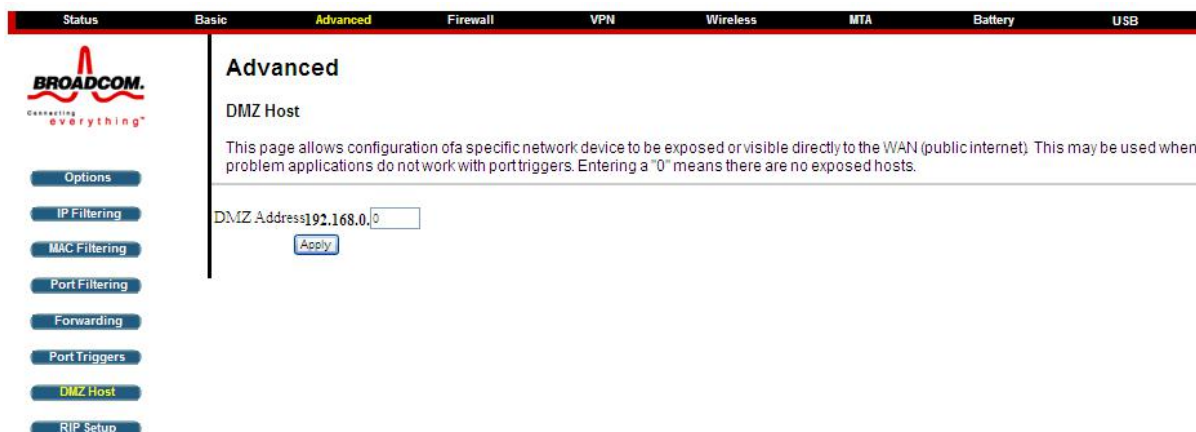 Status Basic Advanced Firewall VPN Wireless MTA Battery USB
BROADCOM.
Connecting
everything™
Options
IP Filtering
MAC Filtering
Port Filtering
Forwarding
Port Triggers
DMZ Host
RIP Setup
Advanced
DMZ Host
This page allows configuration ofa specific network device to be exposed or visible directly to the WAN (public internet). This may be used when
problem applications do not work with port triggers. Entering a "0" means there are no exposed hosts.
DMZ Address192.168.0.0
Apply